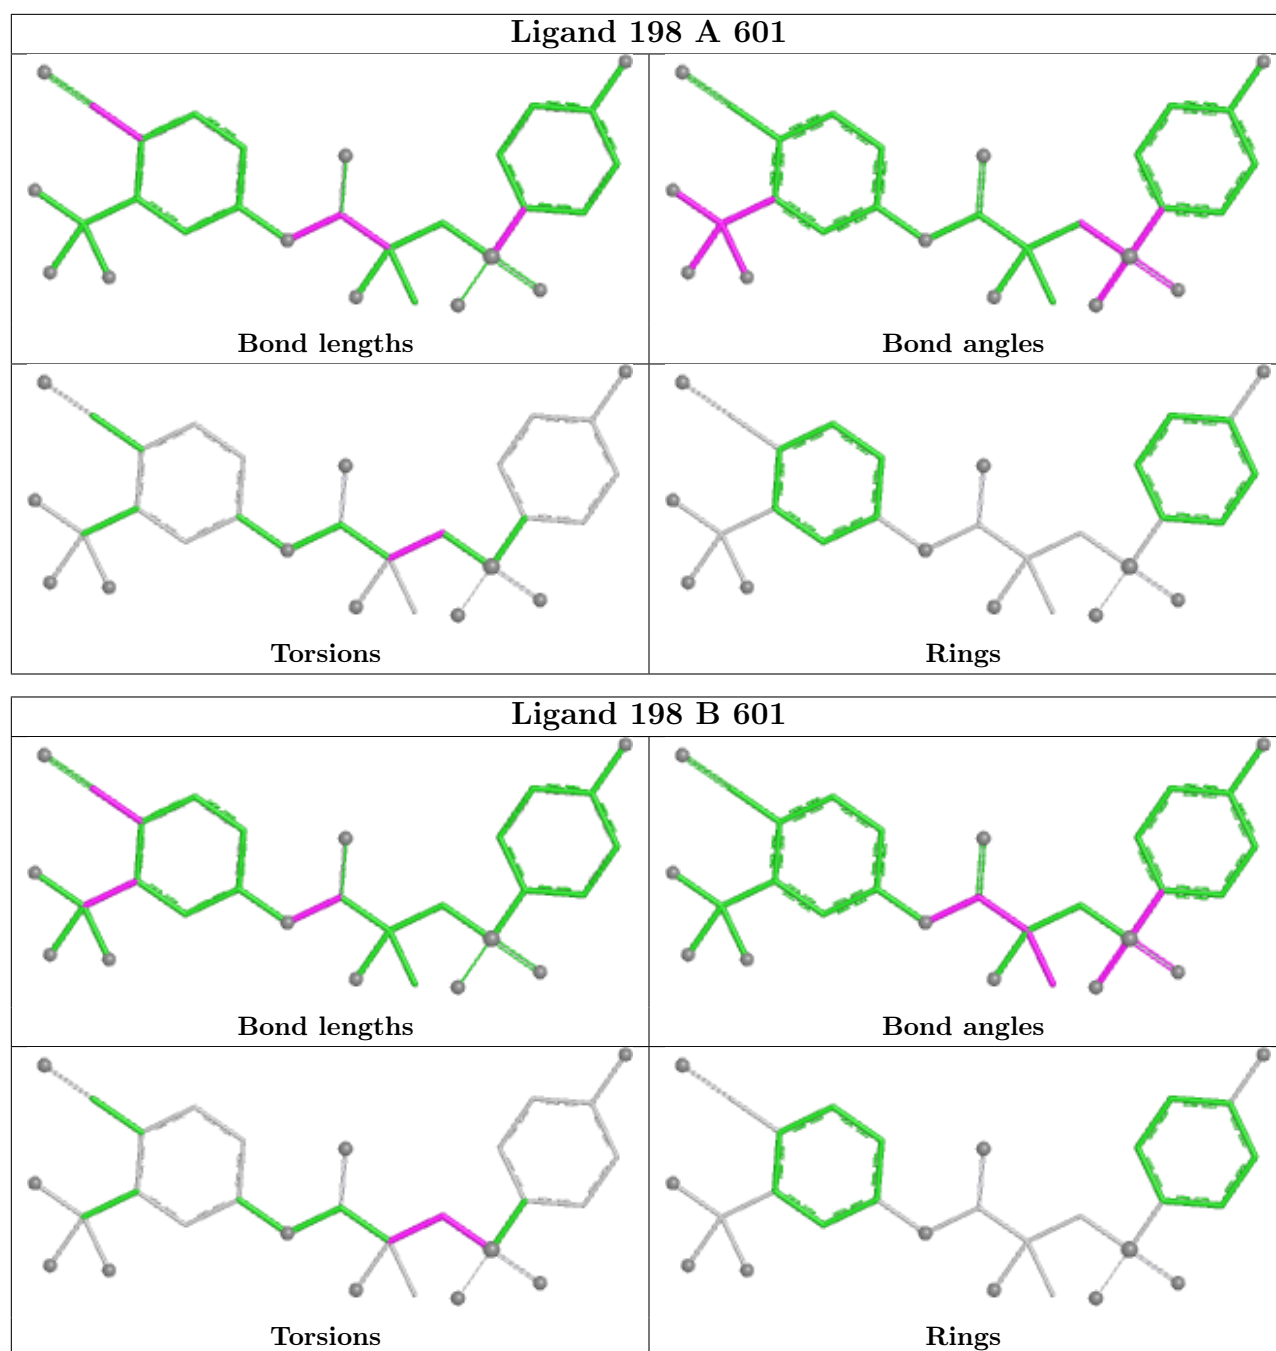 Ligand 198 A 601
Bond lengths
Bond angles
Torsions
Rings
Ligand 198 B 601
Bond lengths
Bond angles
Torsions
Rings